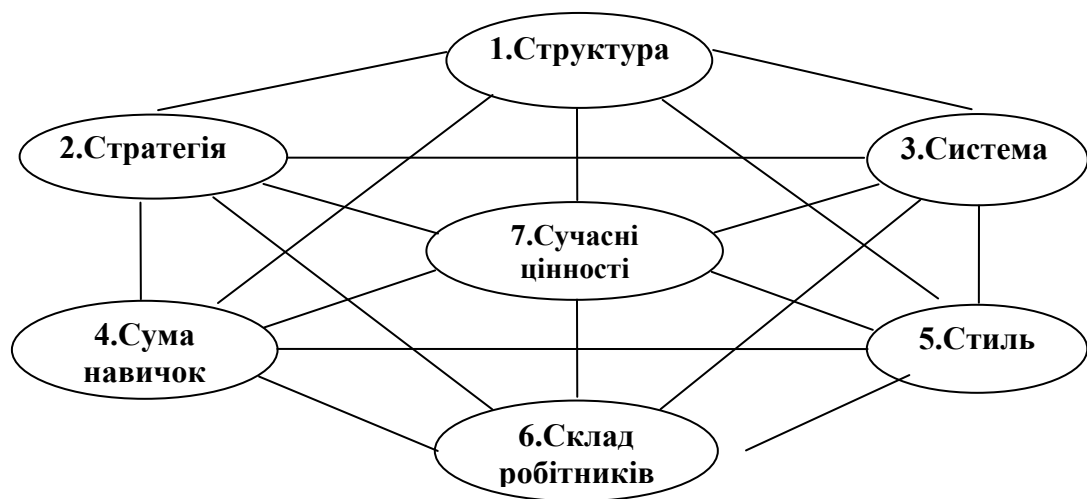 1.Структура
2.Стратегія
3.Система
7.Сучасні
цінності
4.Сума
навичок
5.Стиль
6.Склад
робітників